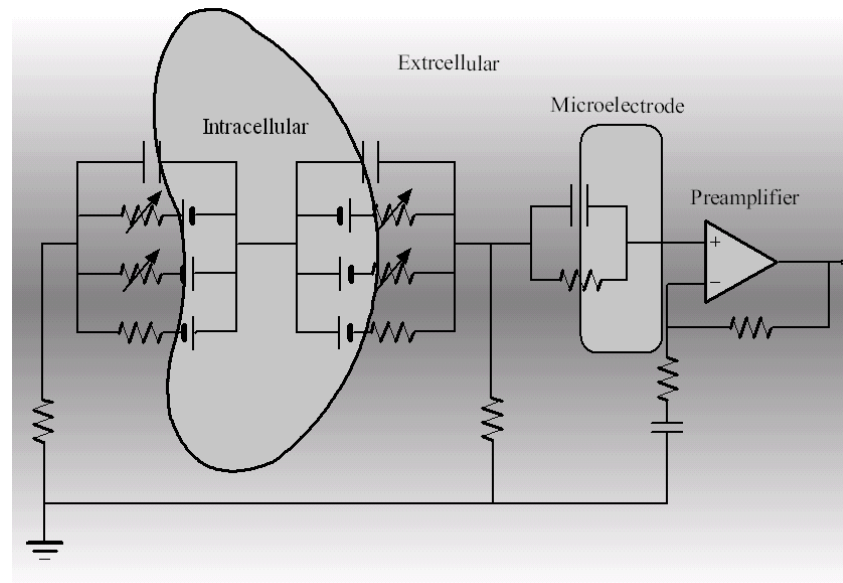 Extrcellular
Microelectrode
Intracellular
Preamplifier
+
−